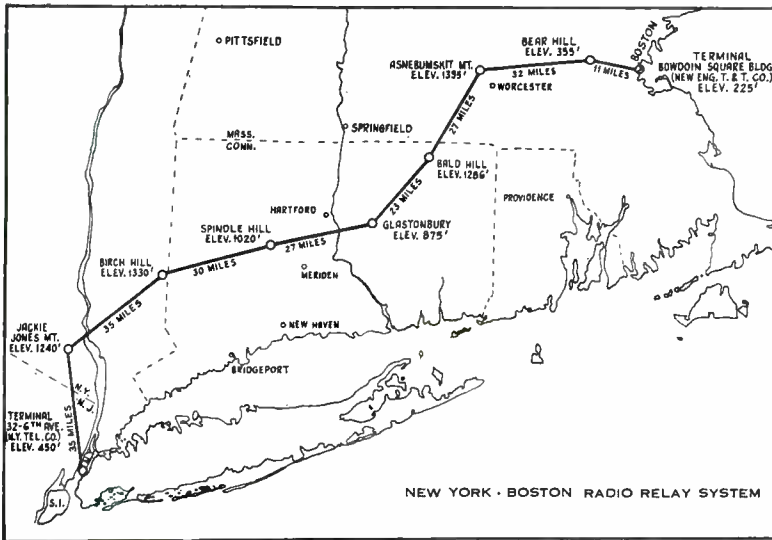 PITTSFIELD
BEAR HILL
ELEV. 355'
BOSTON
ASNEBUMSKIT MT.
ELEV. 1395'
32 MILES
11 MILES
TERMINAL
BOWDOIN SQUARE BLDG
(NEW ENG. T. & T. CO.)
ELEV. 225'
WORCESTER
27 MILES
SPRINGFIELD
MASS.
CONN.
BALD HILL
ELEV. 1286'
23 MILES
PROVIDENCE
HARTFORD
GLASTONBURY
ELEV. 875'
SPINDLE HILL
ELEV. 1020'
27 MILES
BIRCH HILL
ELEV. 1330'
30 MILES
MERIDEN
35 MILES
NEW HAVEN
JACKIE
JONES MT.
ELEV. 1240'
BRIDGEPORT
N.Y.
N.J.
TERMINAL
32-6TH AVE.
(N.Y. TEL. CO.)
ELEV. 450'
35 MILES
S.I.
NEW YORK · BOSTON RADIO RELAY SYSTEM